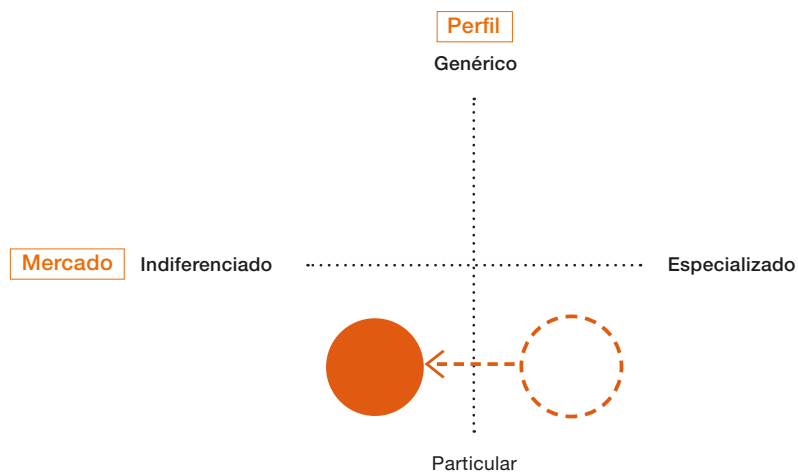 Perfil
Genérico
Mercado
Indiferenciado
Especializado
Particular